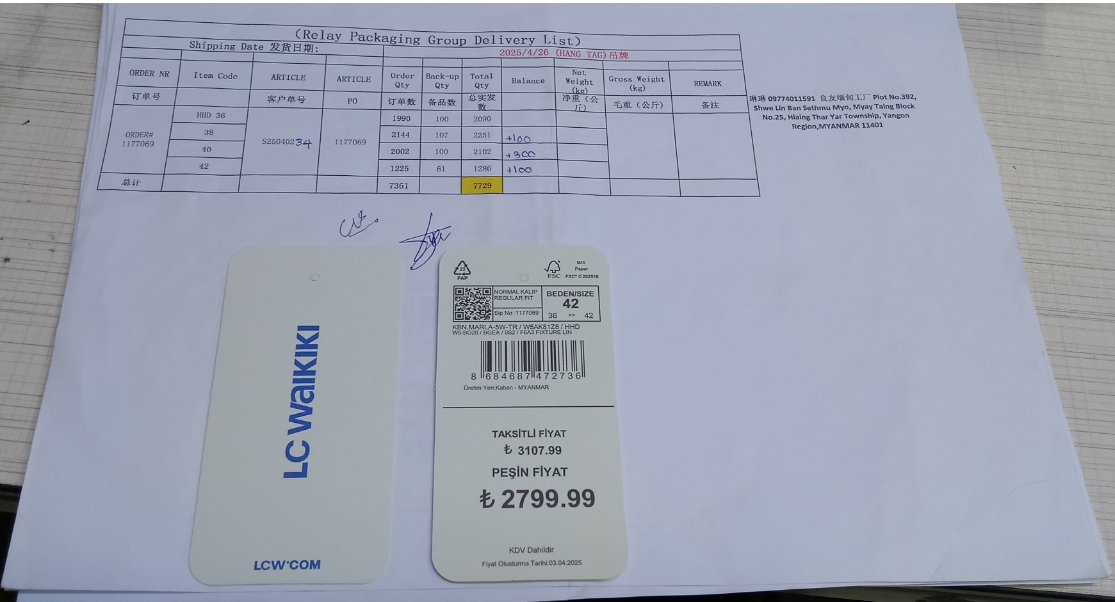 (Relay Packaging Group Delivery List)
Shipping Date 发货日期: 2025/4/26 (HANG TAG)吊牌
ORDER NR Item Code ARTICLE ARTICLE Order Qty Back-up Qty Total Qty Balance Net Weight (kg) Gross Weight (kg) REMARK
订单号 客户单号 PO 订单数 备品数 总实发数 净重(公斤) 毛重(公斤) 备注
ORDER# 1177069 HHD 36 S25040234 1177069 1990 100 2090
38 2144 107 2251 +100
40 2002 100 2102 +300
42 1225 61 1286 +100
总计 7361 7729
琳琳 09774011591 良友缅甸工厂 Plot No.392,
Shwe Lin Ban Sethmu Myo, Myay Taing Block
No.25, Hlaing Thar Yar Township, Yangon
Region,MYANMAR 11401
LC WAIKIKI
LCW.COM
PAP
FSC
MIX
Paper
NORMAL KALIP
REGULAR FIT
Sip No :1177069
BEDEN/SIZE
42
36 42
KBN.MARLA-5W-TR / W5AK81Z8 / HHD
8 684687 472736
Üretim Yeri:Kaban - MYANMAR
TAKSİTLİ FİYAT
₺ 3107.99
PEŞİN FİYAT
₺ 2799.99
KDV Dahildir
Fiyat Olusturma Tarihi:03.04.2025